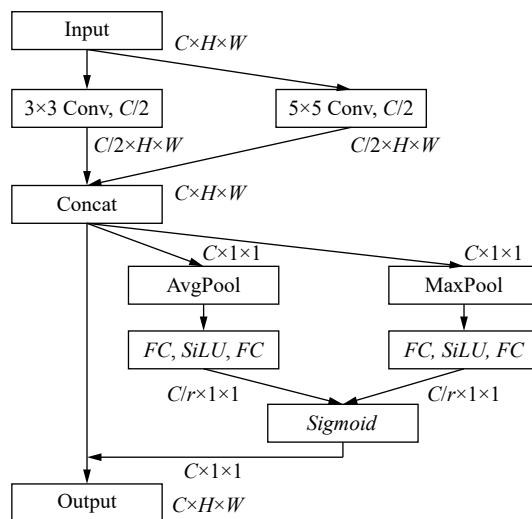 Input
C×H×W
3×3 Conv, C/2
5×5 Conv, C/2
C/2×H×W
C/2×H×W
C×H×W
Concat
C×1×1
C×1×1
AvgPool
MaxPool
FC, SiLU, FC
FC, SiLU, FC
C/r×1×1
C/r×1×1
Sigmoid
C×1×1
Output
C×H×W